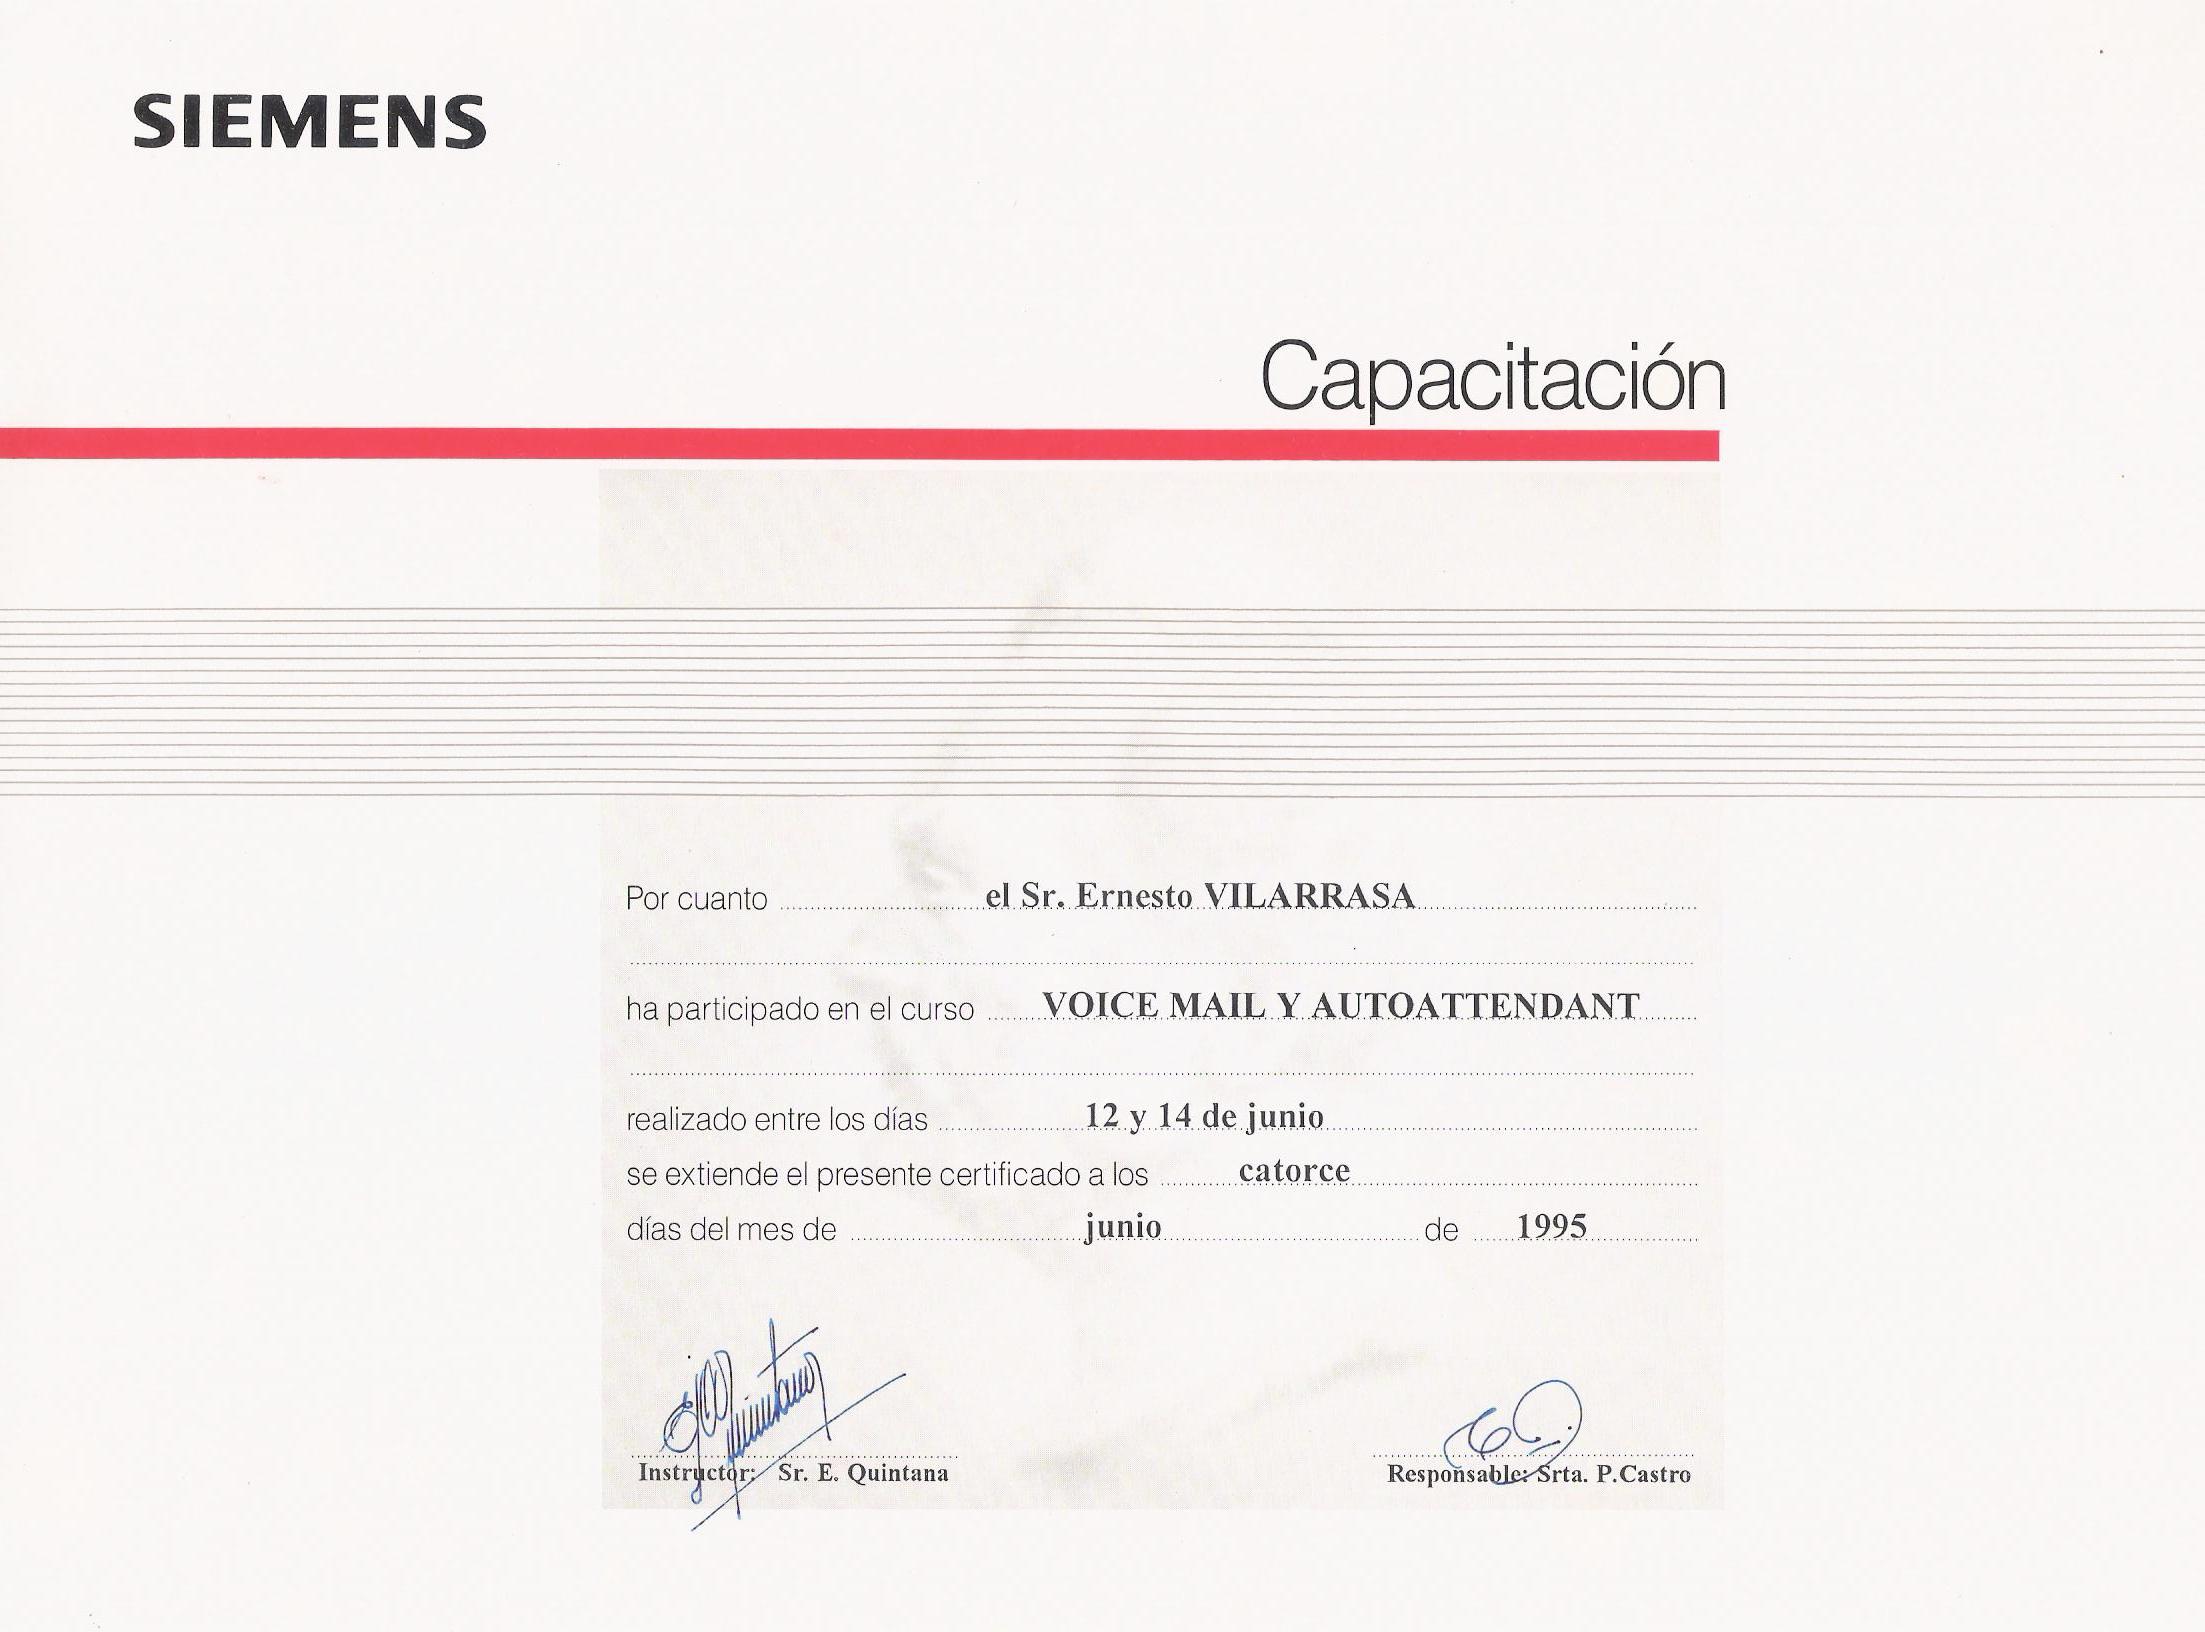 SIEMENS
Capacitación
Por cuanto el Sr. Ernesto VILARRASA
ha participado en el curso VOICE MAIL Y AUTOATTENDANT
realizado entre los días 12 y 14 de junio
se extiende el presente certificado a los catorce
días del mes de junio de 1995
Instructor: Sr. E. Quintana
Responsable: Srta. P.Castro